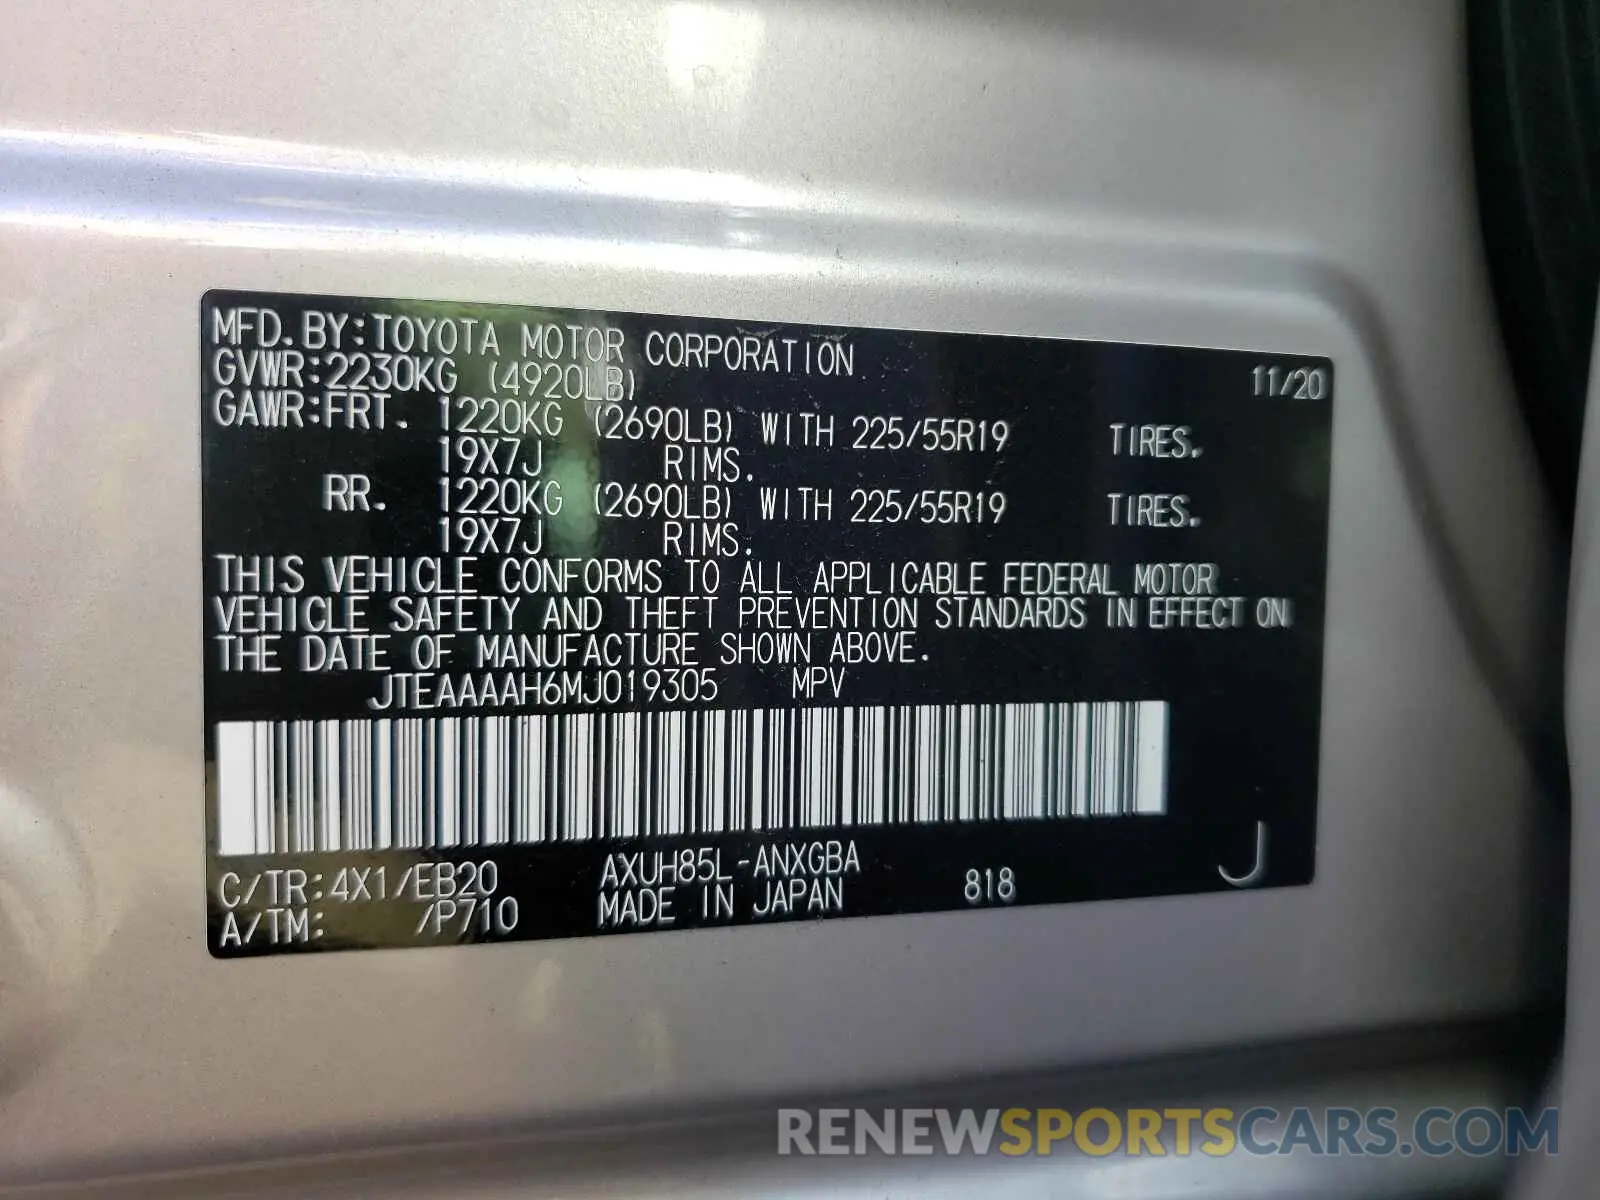 MFD.BY:TOYOTA MOTOR CORPORATION 11/20
GVWR:2230KG (4920LB)
GAWR:FRT. 1220KG (2690LB) WITH 225/55R19 TIRES.
19X7J RIMS.
RR. 1220KG (2690LB) WITH 225/55R19 TIRES.
19X7J RIMS.
THIS VEHICLE CONFORMS TO ALL APPLICABLE FEDERAL MOTOR
VEHICLE SAFETY AND THEFT PREVENTION STANDARDS IN EFFECT ON
THE DATE OF MANUFACTURE SHOWN ABOVE.
JTEAAAAH6MJ019305 MPV
C/TR:4X1/EB20 AXUH85L-ANXGBA J
A/TM: /P710 MADE IN JAPAN 818
RENEWSPORTSCARS.COM